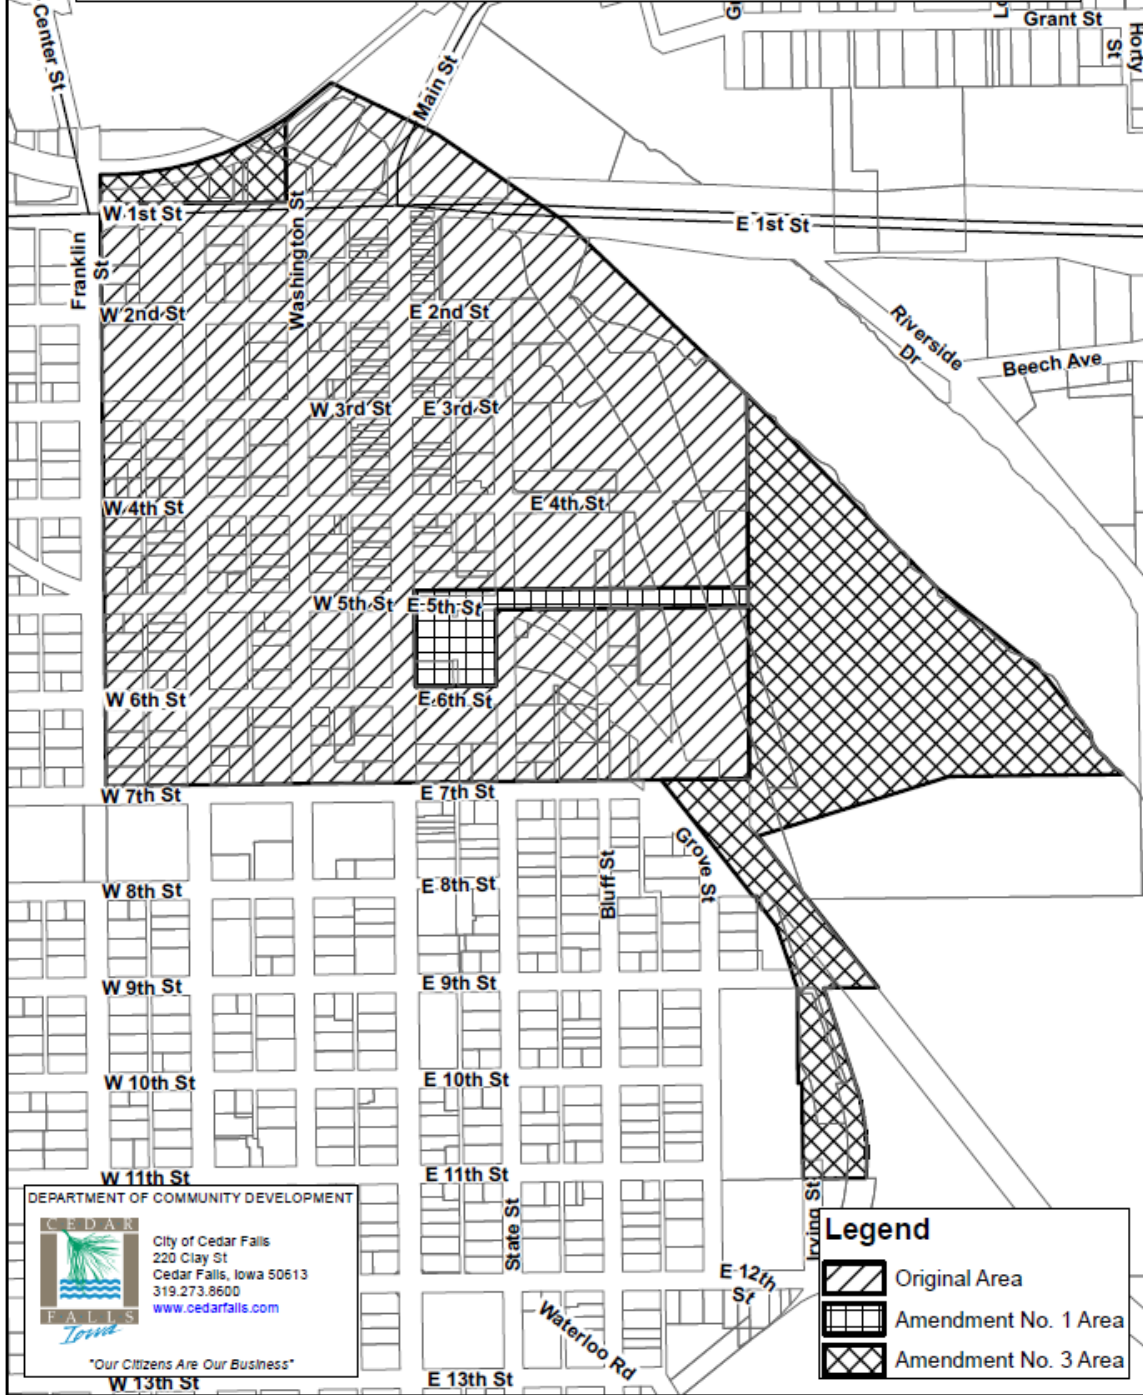 Center St
Main St
Grant St
St
W 1st St
E 1st St
Franklin
St
Washington St
W 2nd St
E 2nd St
Riverside
Dr
Beech Ave
W 3rd St
E 3rd St
W 4th St
E 4th St
W 5th St
E 5th St
W 6th St
E 6th St
W 7th St
E 7th St
Grove St
W 8th St
E 8th St
Bluff St
W 9th St
E 9th St
W 10th St
E 10th St
W 11th St
E 11th St
State St
Irving St
E 12th
St
Waterloo Rd
W 13th St
E 13th St
DEPARTMENT OF COMMUNITY DEVELOPMENT
CEDAR
FALLS
Iowa
City of Cedar Falls
220 Clay St
Cedar Falls, Iowa 50613
319.273.8600
www.cedarfalls.com
"Our Citizens Are Our Business"
Legend
Original Area
Amendment No. 1 Area
Amendment No. 3 Area